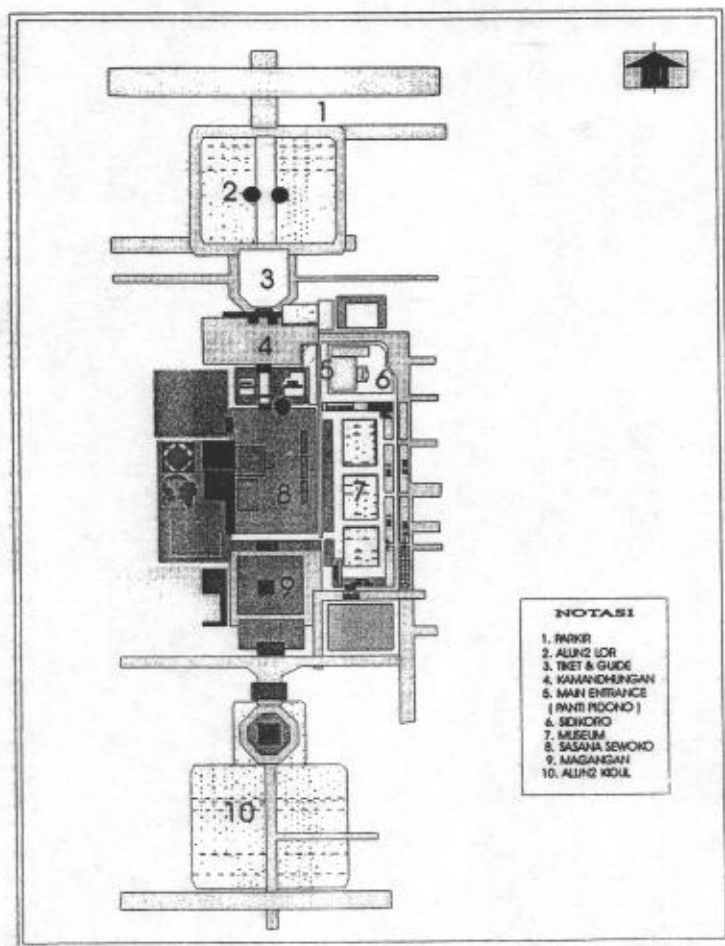 1
2
3
4
5
6
7
8
9
10
NOTASI
1. PARKIR
2. ALUN2 LOR
3. TIKET & GUIDE
4. KAMANDHUNGAN
5. MAIN ENTRANCE
( PANTI PIDONO )
6. SIDIKORO
7. MUSEUM
8. SASANA SEWOKO
9. MAGANGAN
10. ALUN2 KIDUL